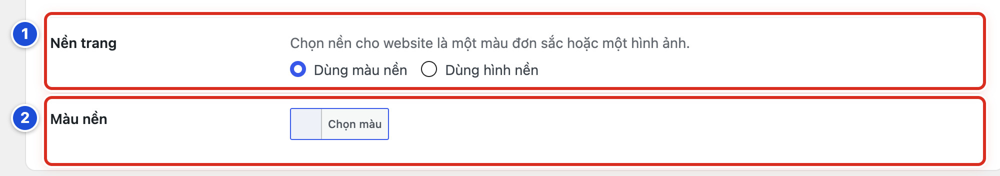 1
Nền trang
Chọn nền cho website là một màu đơn sắc hoặc một hình ảnh.
Dùng màu nền Dùng hình nền
2
Màu nền
Chọn màu